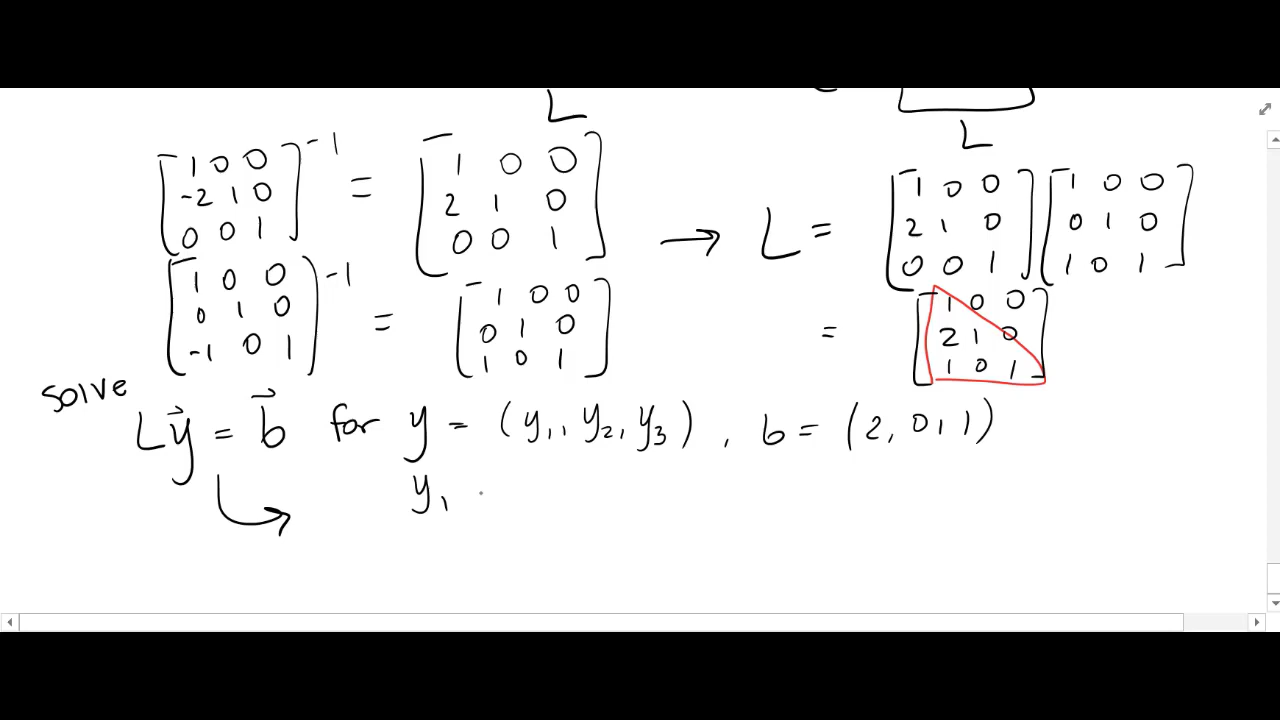 L
L
[1 0 0; -2 1 0; 0 0 1]^-1 = [1 0 0; 2 1 0; 0 0 1] → L = [1 0 0; 2 1 0; 0 0 1] [1 0 0; 0 1 0; 1 0 1]
[1 0 0; 0 1 0; -1 0 1]^-1 = [1 0 0; 0 1 0; 1 0 1]
= [1 0 0; 2 1 0; 1 0 1]
solve
Ly⃗ = b⃗ for y = (y₁, y₂, y₃), b = (2, 0, 1)
y₁